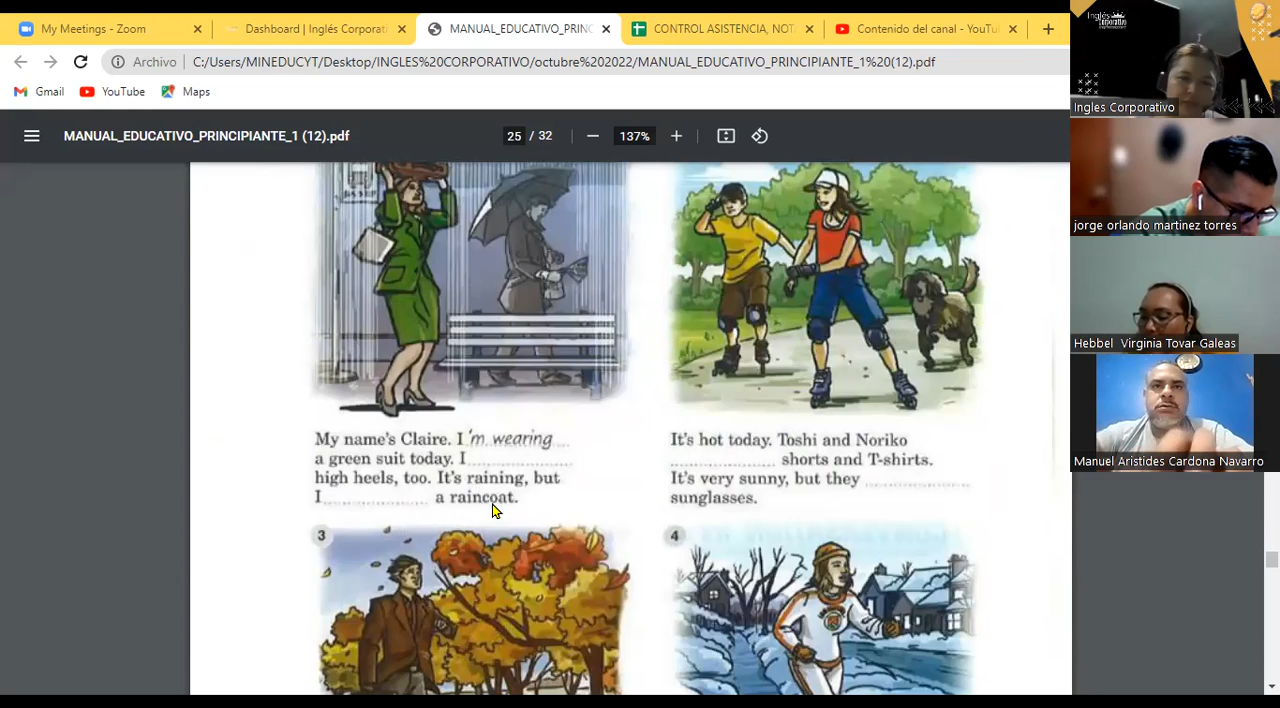 My Meetings - Zoom
Dashboard | Inglés Corporati
MANUAL_EDUCATIVO_PRINC
CONTROL ASISTENCIA, NOT
Contenido del canal - YouTu
Archivo
C:/Users/MINEDUCYT/Desktop/INGLES%20CORPORATIVO/octubre%202022/MANUAL_EDUCATIVO_PRINCIPIANTE_1%20(12).pdf
Gmail
YouTube
Maps
MANUAL_EDUCATIVO_PRINCIPIANTE_1 (12).pdf
25 / 32
137%
My name's Claire. I 'm wearing
a green suit today. I
high heels, too. It's raining, but
I a raincoat.
It's hot today. Toshi and Noriko
shorts and T-shirts.
It's very sunny, but they
sunglasses.
3
4
Inglés
Corporativo
Ingles Corporativo
jorge orlando martinez torres
Hebbel Virginia Tovar Galeas
Manuel Aristides Cardona Navarro